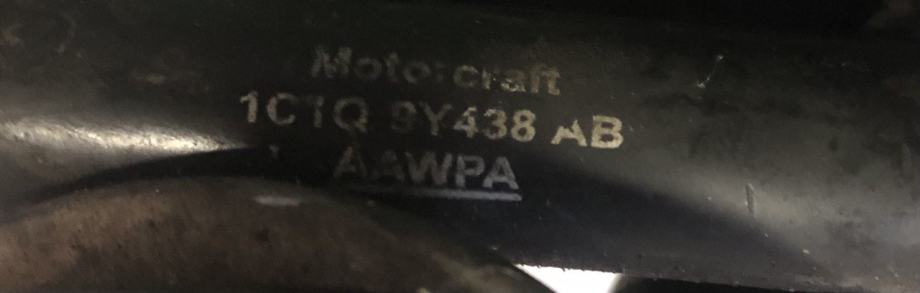 Motorcraft
1C1Q 9Y438 AB
AAWPA